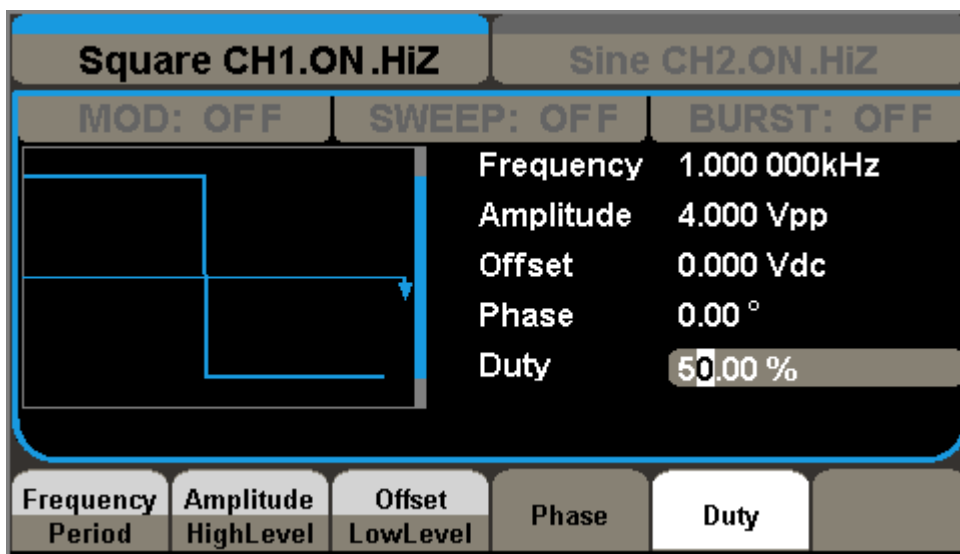 Square CH1.ON.HiZ
Sine CH2.ON.HiZ
MOD: OFF
SWEEP: OFF
BURST: OFF
Frequency 1.000 000kHz
Amplitude 4.000 Vpp
Offset 0.000 Vdc
Phase 0.00 °
Duty 50.00 %
Frequency
Period
Amplitude
HighLevel
Offset
LowLevel
Phase
Duty